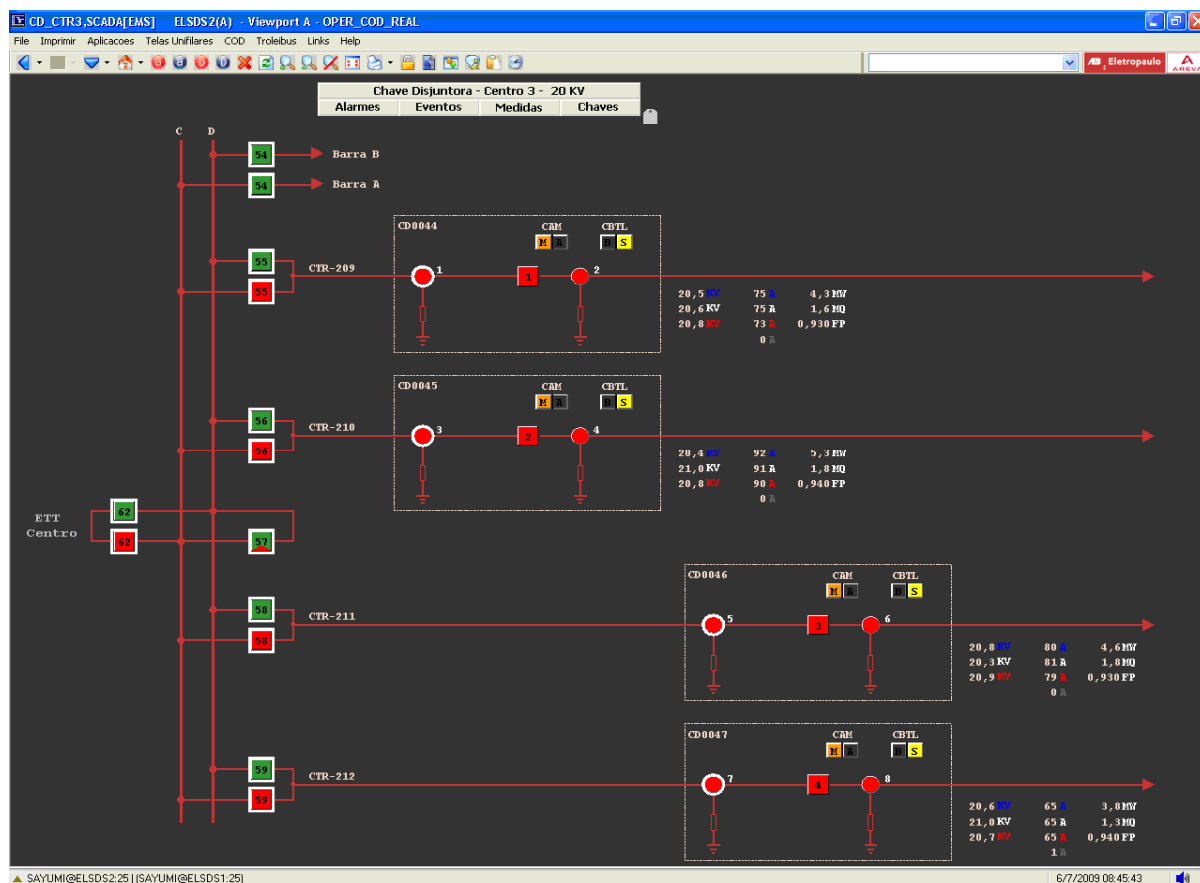 CD_CTR3,SCADA[EMS] ELSDS2(A) - Viewport A - OPER_COD_REAL
File Imprimir Aplicacoes Telas Unifilares COD Troleibus Links Help
Eletropaulo AREVA
Chave Disjuntora - Centro 3 - 20 KV
Alarmes Eventos Medidas Chaves
C D
54 Barra B
54 Barra A
CD0044 CAM CBTL
M A B S
55
CTR-209 1 1 2
55
20,5 KV 75 A 4,3 MW
20,6 KV 75 A 1,6 MQ
20,8 KV 73 A 0,930 FP
0 A
CD0045 CAM CBTL
M A B S
56
CTR-210 3 2 4
56
20,4 KV 92 A 5,3 MW
21,0 KV 91 A 1,8 MQ
20,8 KV 90 A 0,940 FP
0 A
62
ETT
Centro
62 57
CD0046 CAM CBTL
M A B S
58
CTR-211 5 3 6
58
20,8 KV 80 A 4,6 MW
20,3 KV 81 A 1,8 MQ
20,9 KV 79 A 0,930 FP
0 A
CD0047 CAM CBTL
M A B S
59
CTR-212 7 4 8
59
20,6 KV 65 A 3,8 MW
21,0 KV 65 A 1,3 MQ
20,7 KV 65 A 0,940 FP
1 A
SAYUMI@ELSDS2:25 | (SAYUMI@ELSDS1:25) 6/7/2009 08:45:43